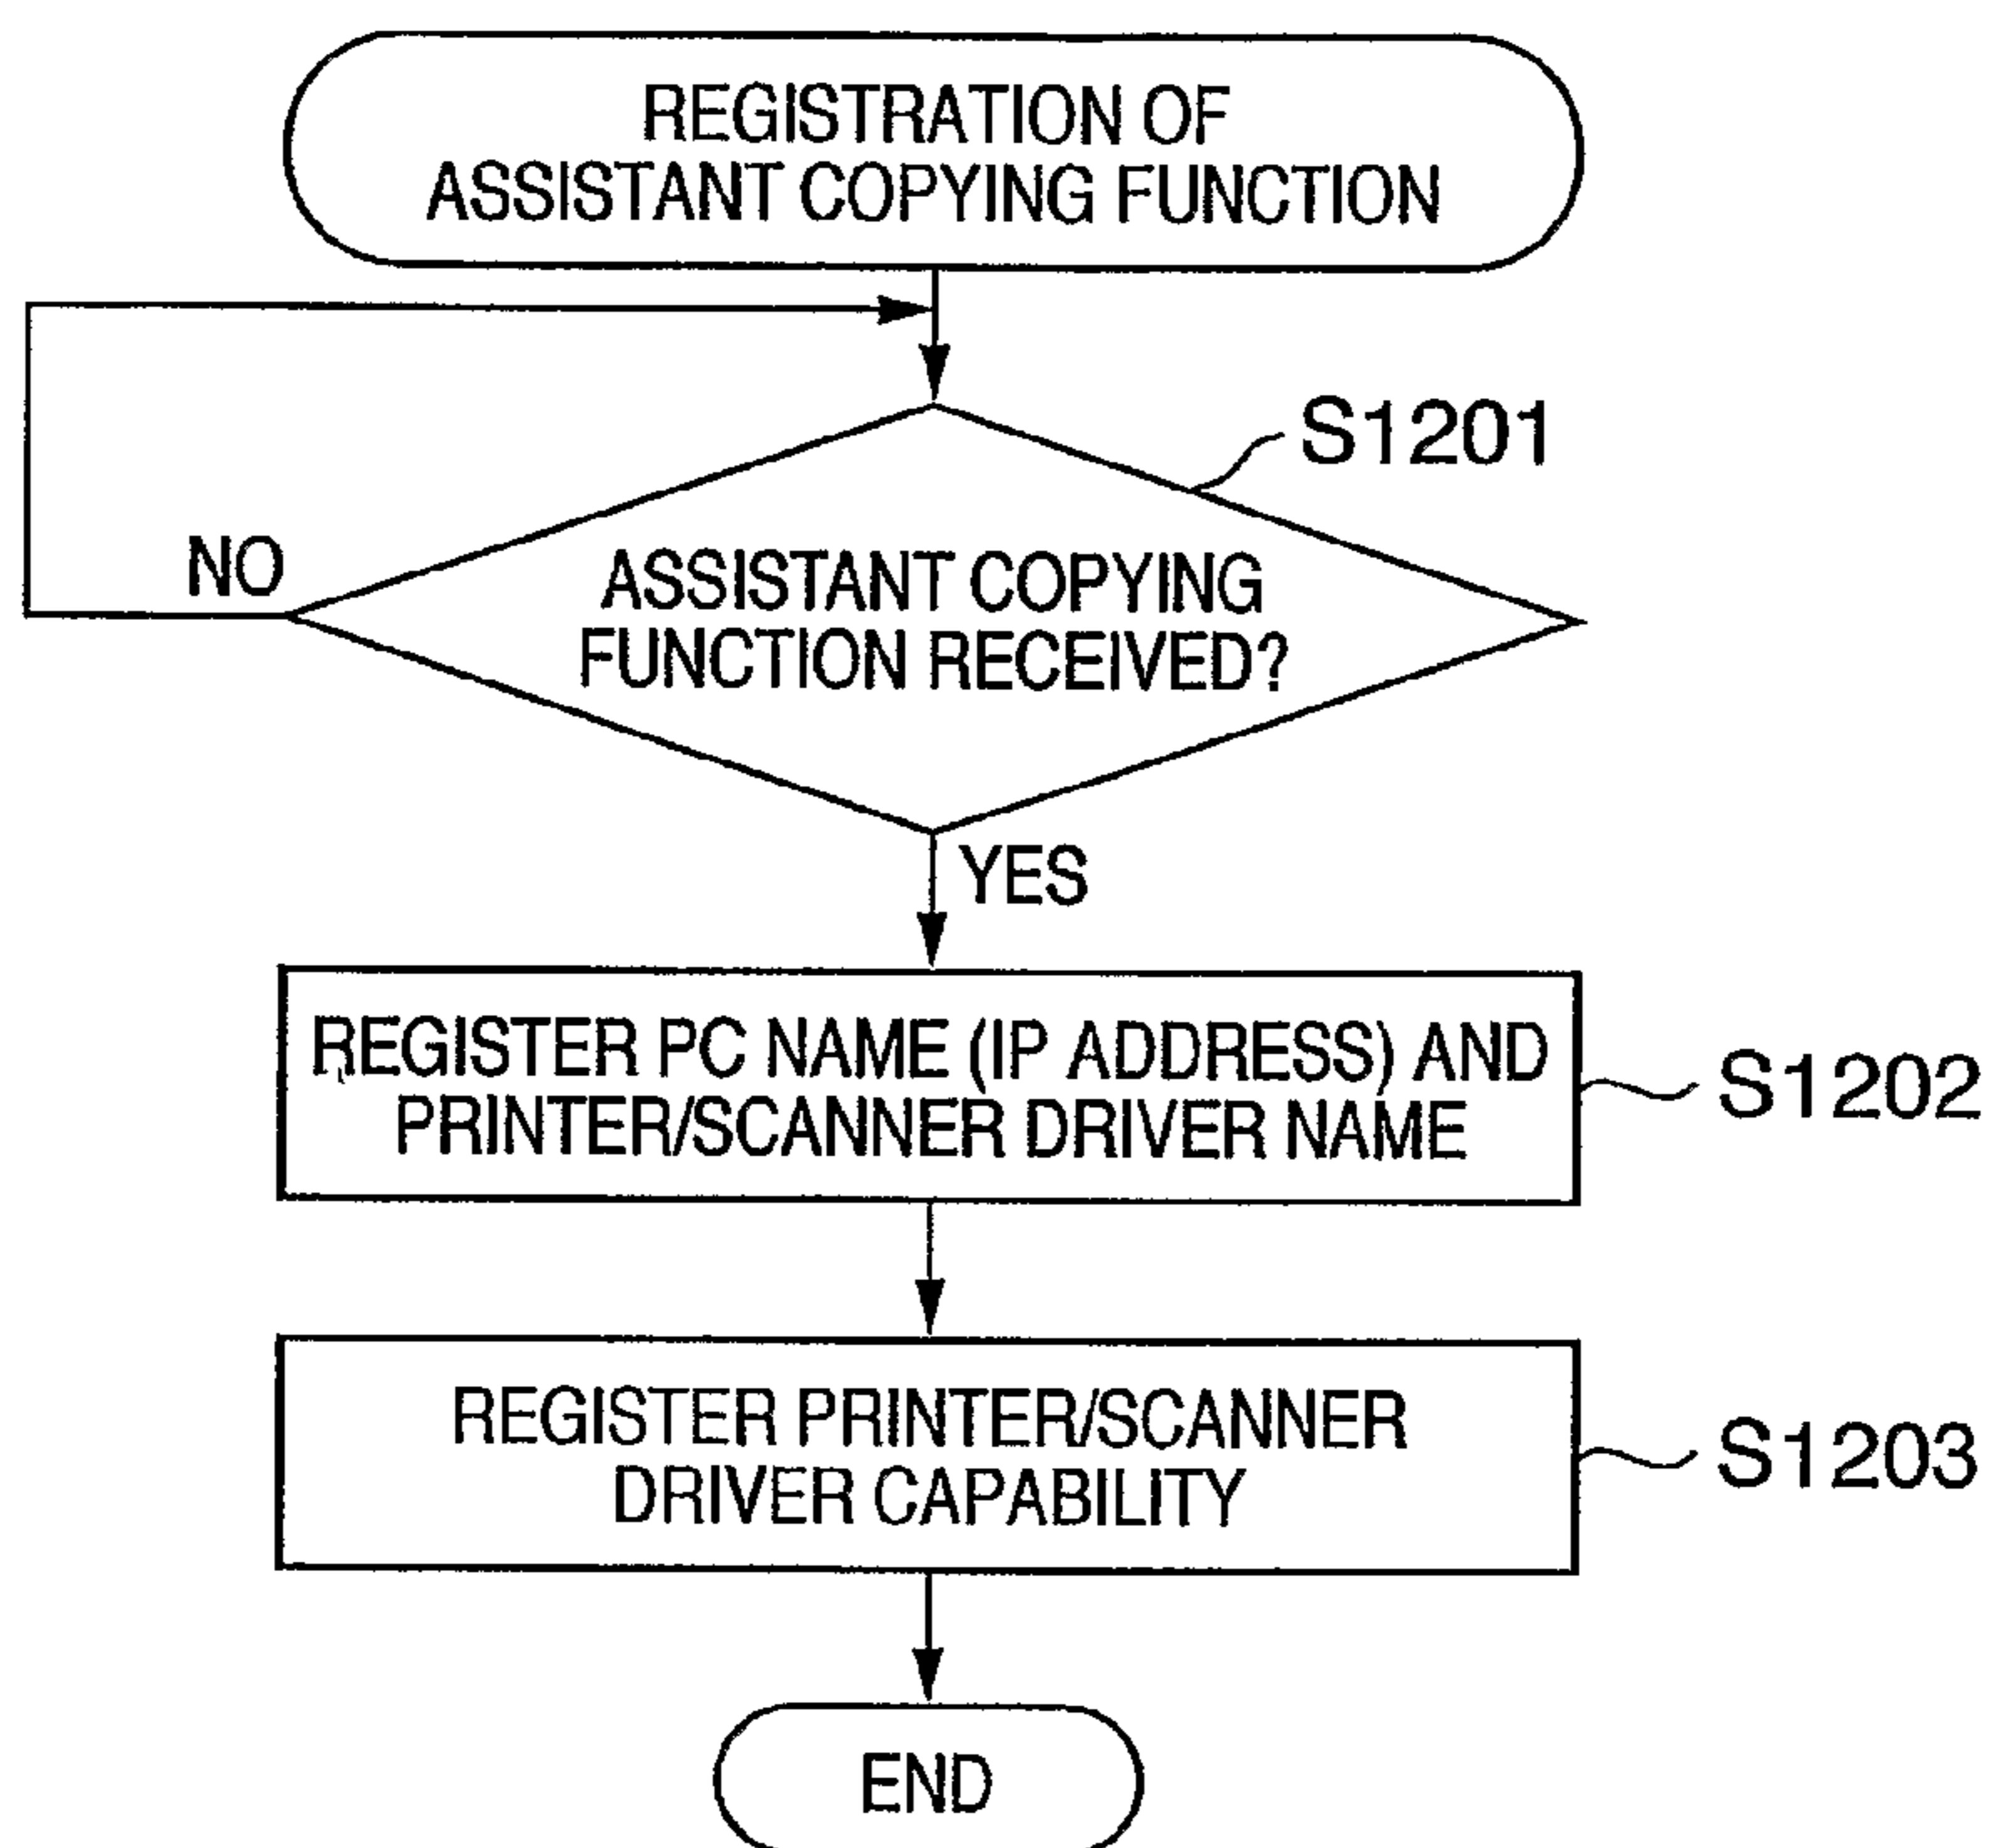 REGISTRATION OF
ASSISTANT COPYING FUNCTION
S1201
NO
ASSISTANT COPYING
FUNCTION RECEIVED?
YES
REGISTER PC NAME (IP ADDRESS) AND
PRINTER/SCANNER DRIVER NAME
S1202
REGISTER PRINTER/SCANNER
DRIVER CAPABILITY
S1203
END